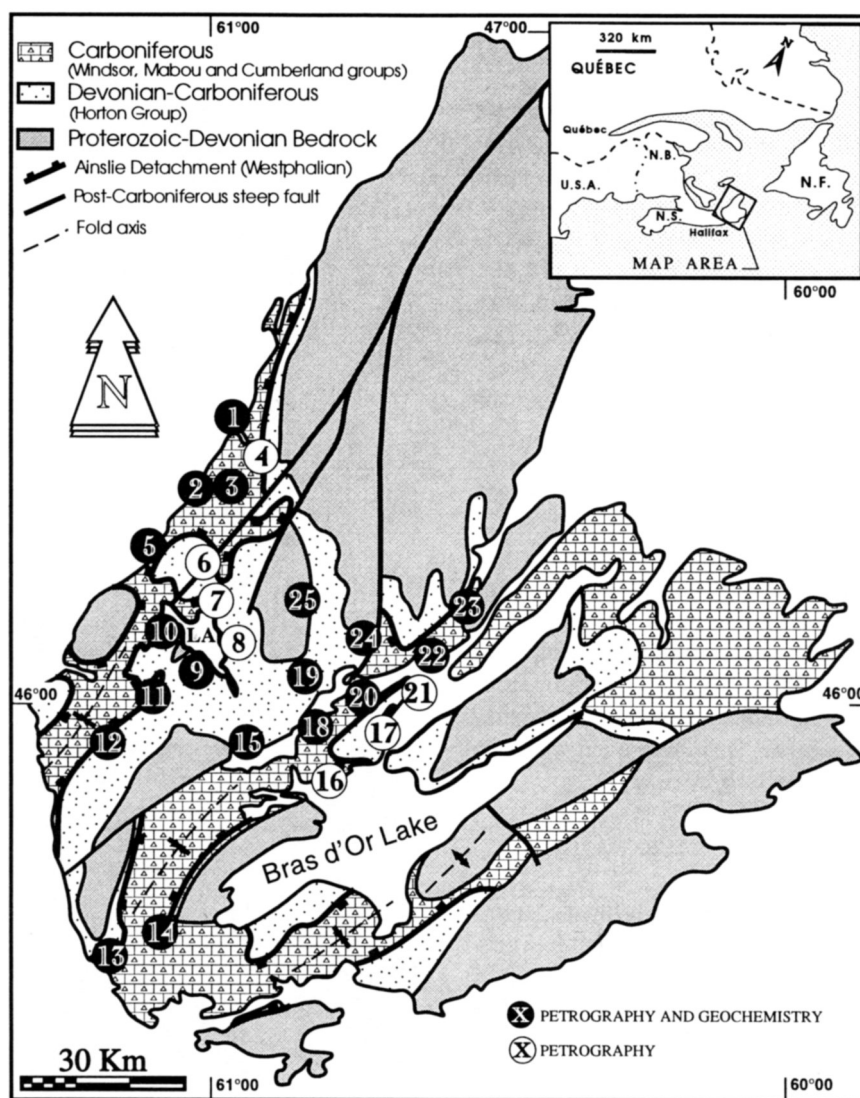 61°00
47°00
Carboniferous
(Windsor, Mabou and Cumberland groups)
Devonian-Carboniferous
(Horton Group)
Proterozoic-Devonian Bedrock
Ainslie Detachment (Westphalian)
Post-Carboniferous steep fault
Fold axis
320 km
N
QUÉBEC
Québec
N.B.
U.S.A.
N.F.
N.S.
Halifax
MAP AREA
60°00
N
1
4
2
3
5
6
7
25
23
10
LA
8
24
22
9
19
11
20
21
46°00
46°00
12
15
18
17
16
Bras d'Or Lake
14
13
X PETROGRAPHY AND GEOCHEMISTRY
X PETROGRAPHY
30 Km
61°00
60°00